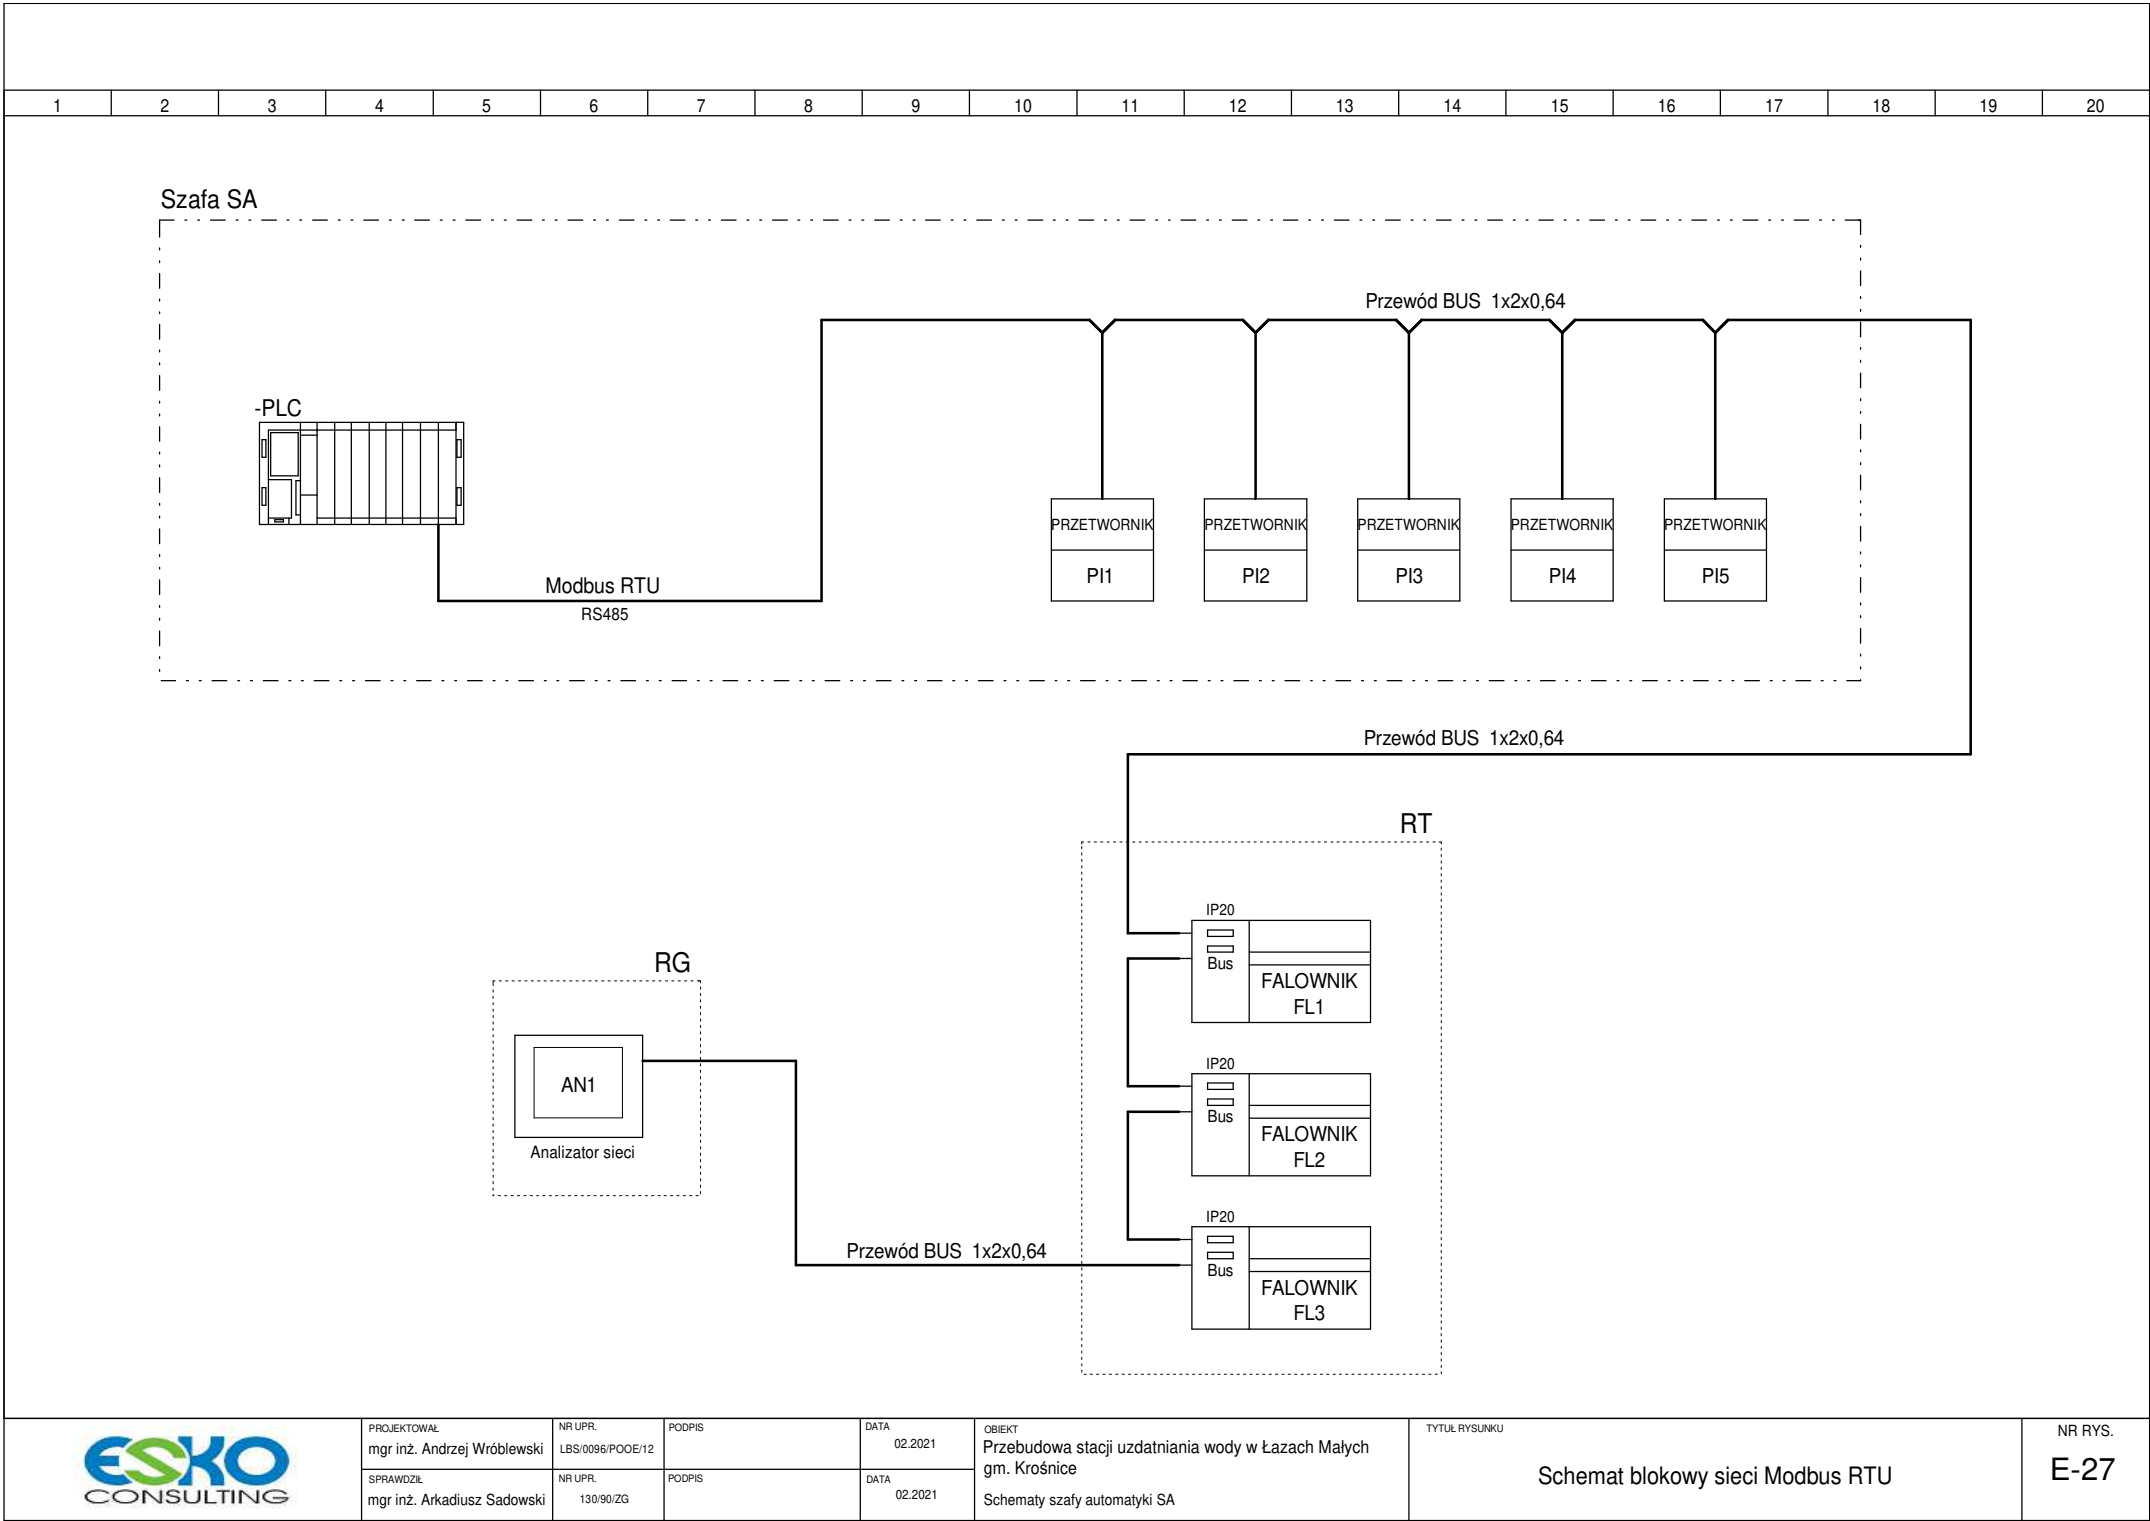 1 2 3 4 5 6 7 8 9 10 11 12 13 14 15 16 17 18 19 20
Szafa SA
Przewód BUS 1x2x0,64
-PLC
PRZETWORNIK PRZETWORNIK PRZETWORNIK PRZETWORNIK PRZETWORNIK
PI1 PI2 PI3 PI4 PI5
Modbus RTU
RS485
Przewód BUS 1x2x0,64
RT
IP20
Bus
FALOWNIK
FL1
RG
AN1
Analizator sieci
IP20
Bus
FALOWNIK
FL2
Przewód BUS 1x2x0,64
IP20
Bus
FALOWNIK
FL3
ESKO
CONSULTING
PROJEKTOWAŁ
mgr inż. Andrzej Wróblewski
NR UPR.
LBS/0096/POOE/12
PODPIS
DATA
02.2021
SPRAWDZIŁ
mgr inż. Arkadiusz Sadowski
NR UPR.
130/90/ZG
PODPIS
DATA
02.2021
OBIEKT
Przebudowa stacji uzdatniania wody w Łazach Małych
gm. Krośnice
Schematy szafy automatyki SA
TYTUŁ RYSUNKU
Schemat blokowy sieci Modbus RTU
NR RYS.
E-27